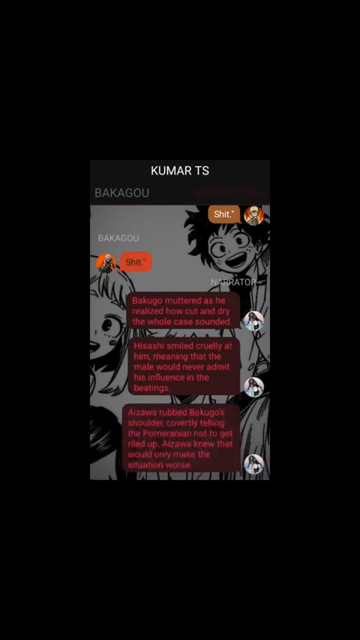 KUMAR TS
BAKAGOU
Shit."
BAKAGOU
Shit."
NARRATOR
Bakugo muttered as he
realized how cut and dry
the whole case sounded.
Hisashi smiled cruelly at
him, meaning that the
male would never admit
his influence in the
beatings.
Aizawa rubbed Bakugo's
shoulder, covertly telling
the Pomeranian not to get
riled up. Aizawa knew that
would only make the
situation worse